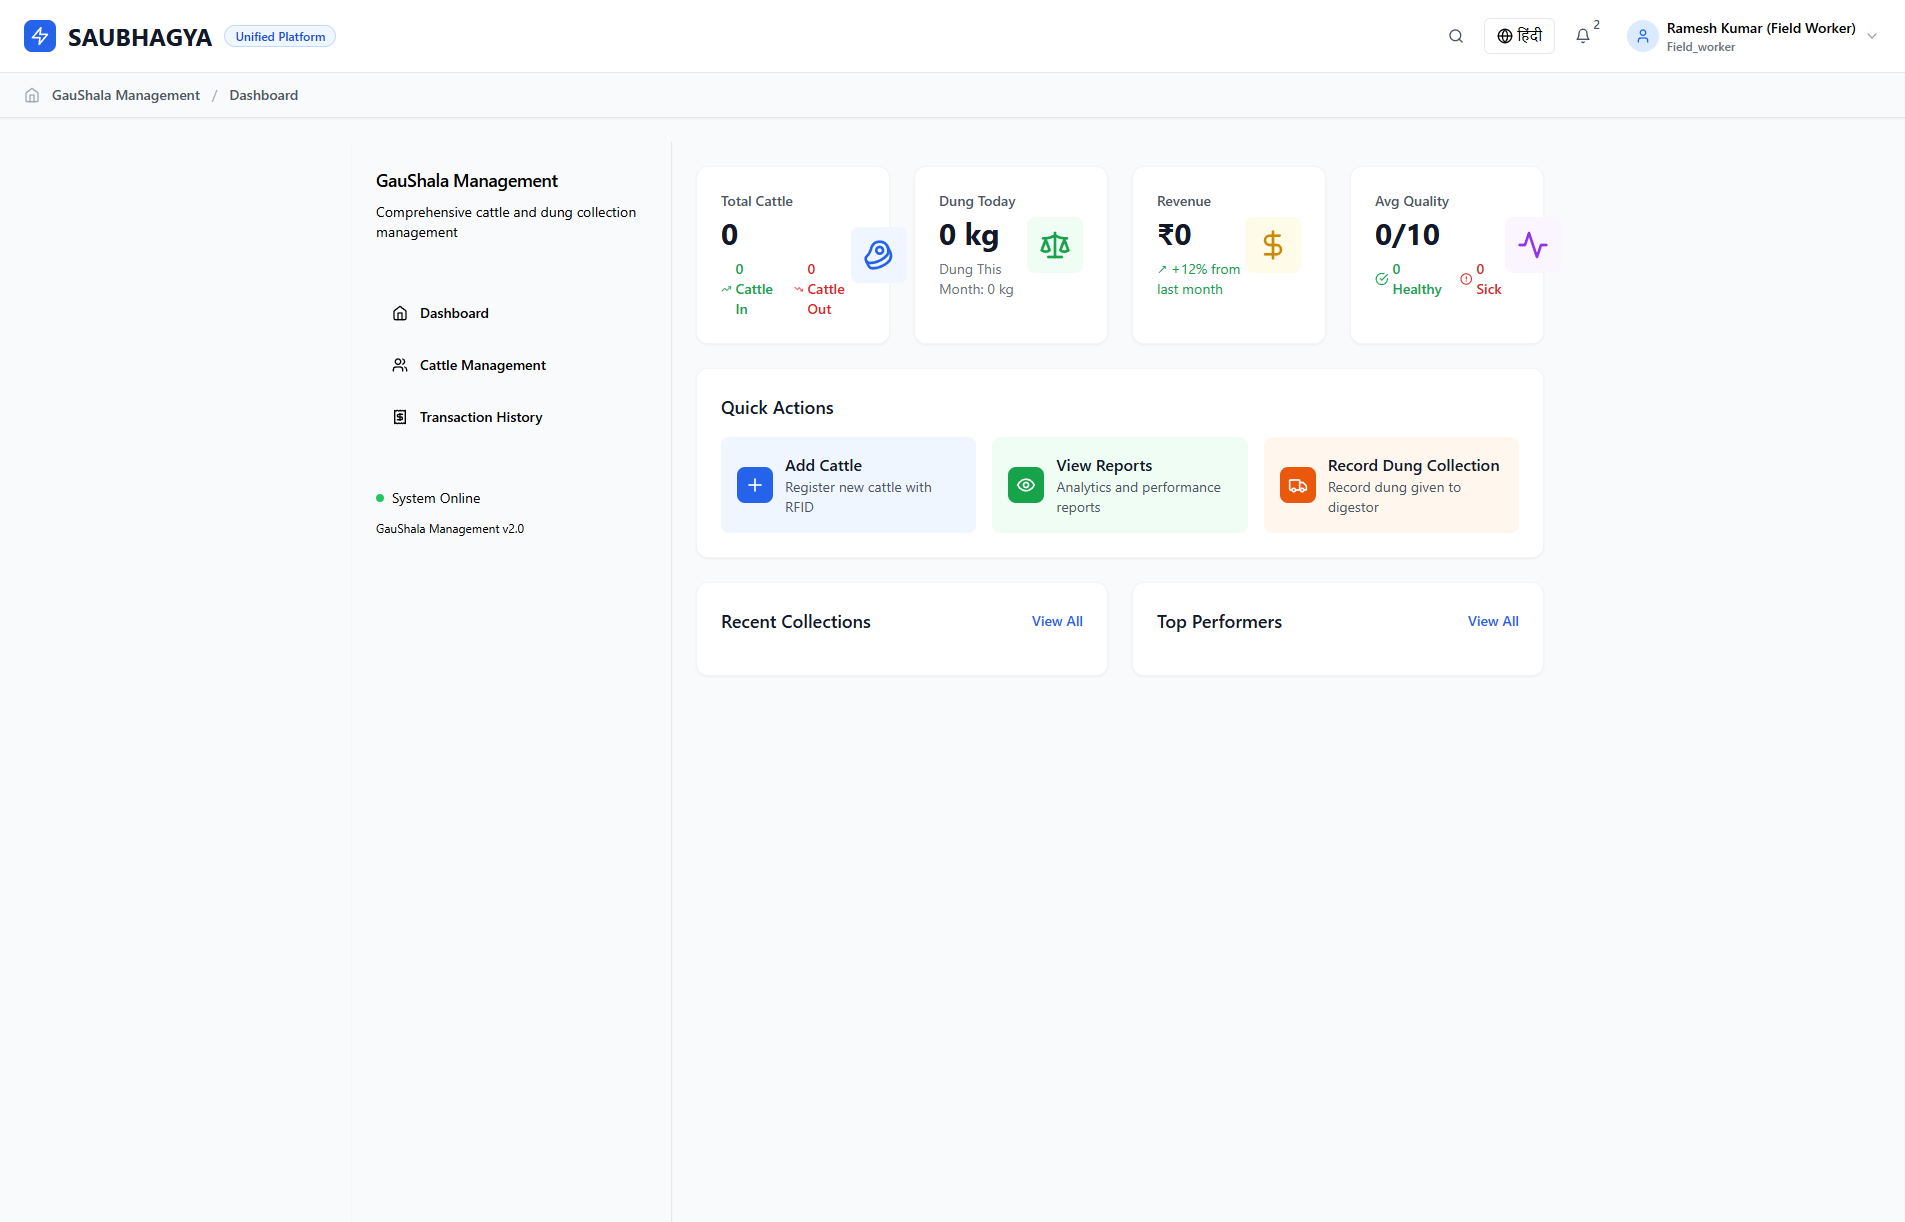 SAUBHAGYA
Unified Platform
हिंदी
2
Ramesh Kumar (Field Worker)
Field_worker
GauShala Management / Dashboard
GauShala Management
Comprehensive cattle and dung collection
management
Dashboard
Cattle Management
Transaction History
System Online
GauShala Management v2.0
Total Cattle
0
0
Cattle
In
0
Cattle
Out
Dung Today
0 kg
Dung This
Month: 0 kg
Revenue
₹0
↗ +12% from
last month
Avg Quality
0/10
0
Healthy
0
Sick
Quick Actions
Add Cattle
Register new cattle with
RFID
View Reports
Analytics and performance
reports
Record Dung Collection
Record dung given to
digestor
Recent Collections
View All
Top Performers
View All